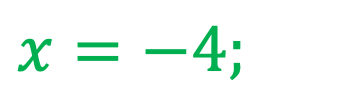 x = −4;